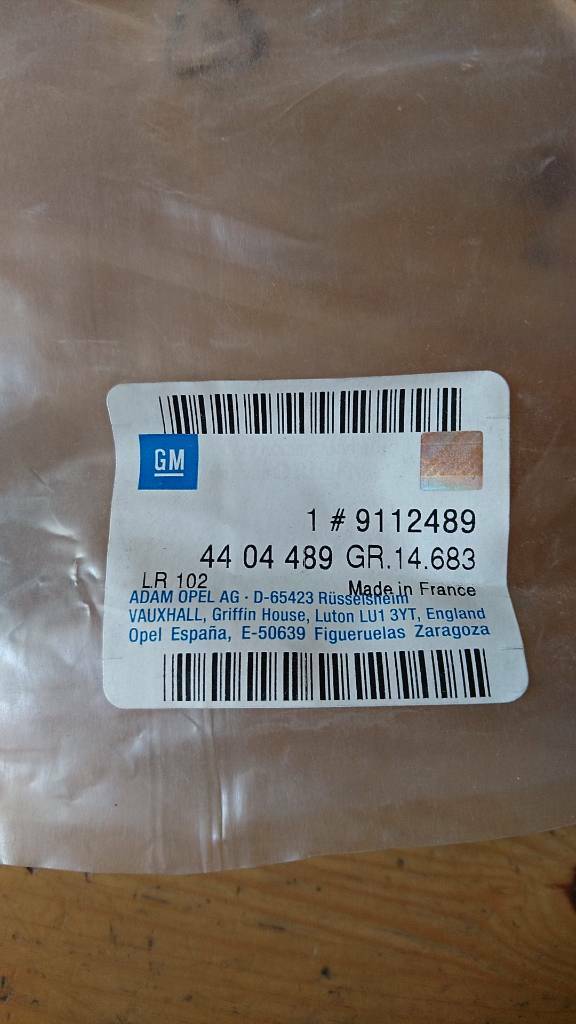 GM
1 # 9112489
44 04 489 GR.14.683
LR 102 Made in France
ADAM OPEL AG · D-65423 Rüsselsheim
VAUXHALL, Griffin House, Luton LU1 3YT, England
Opel España, E-50639 Figueruelas Zaragoza